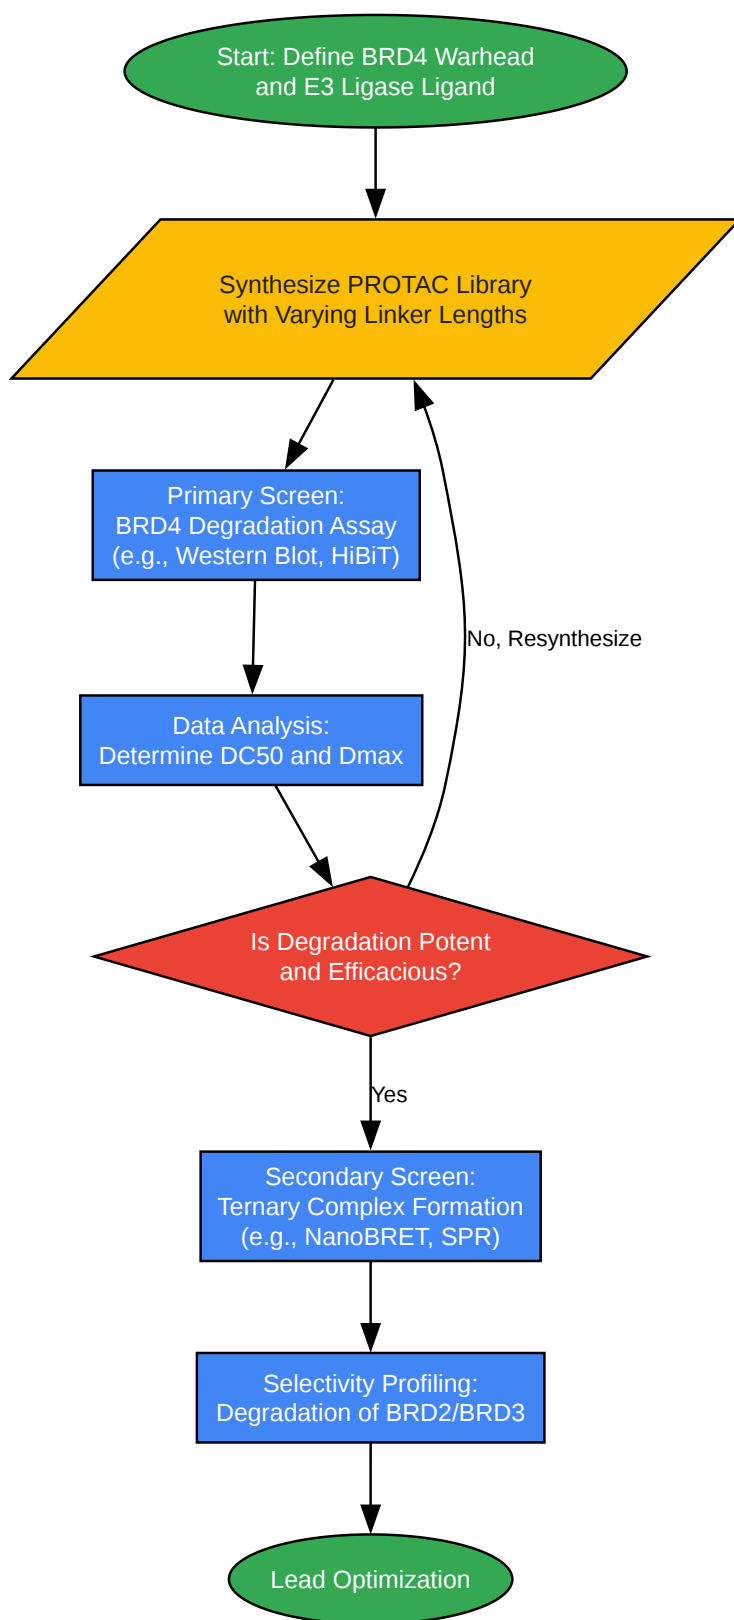 Start: Define BRD4 Warhead
and E3 Ligase Ligand
Synthesize PROTAC Library
with Varying Linker Lengths
Primary Screen:
BRD4 Degradation Assay
(e.g., Western Blot, HiBiT)
No, Resynthesize
Data Analysis:
Determine DC50 and Dmax
Is Degradation Potent
and Efficacious?
Yes
Secondary Screen:
Ternary Complex Formation
(e.g., NanoBRET, SPR)
Selectivity Profiling:
Degradation of BRD2/BRD3
Lead Optimization